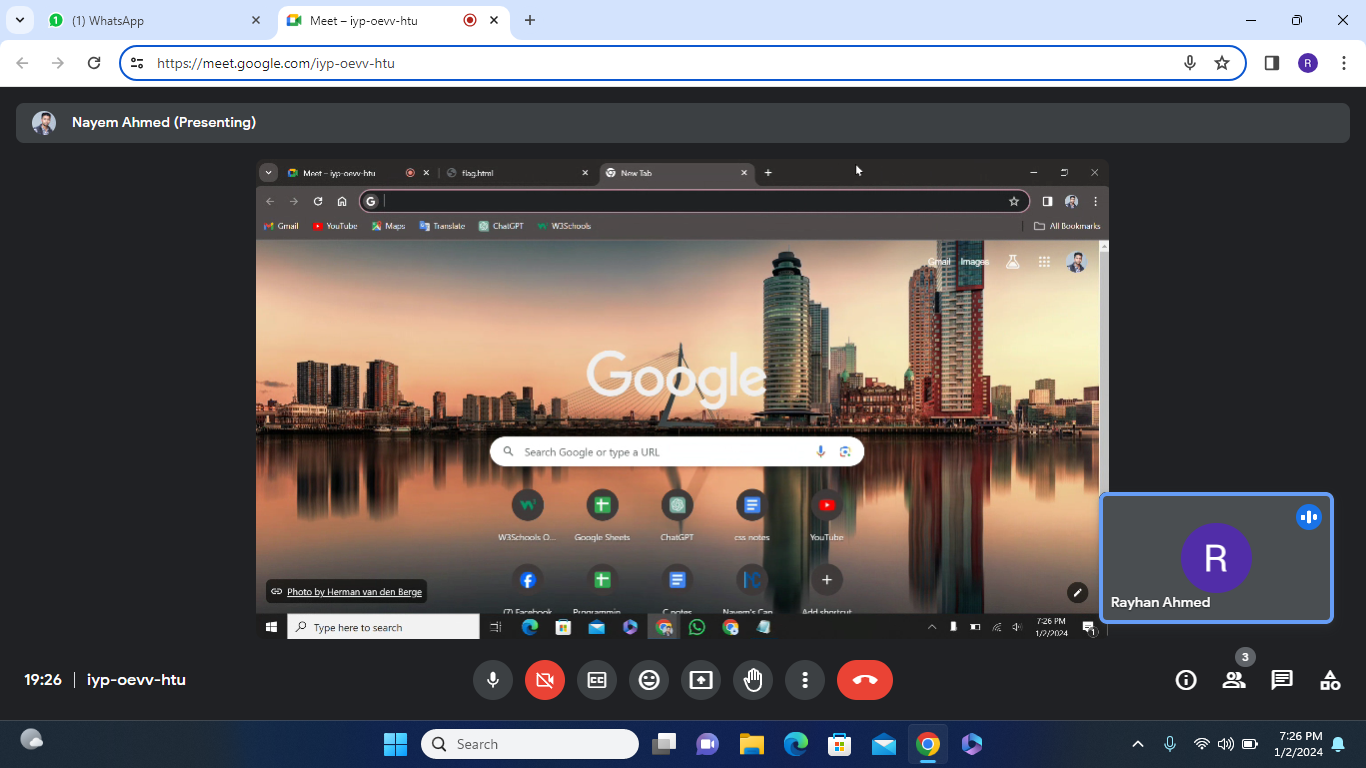 (1) WhatsApp
Meet – iyp-oevv-htu
https://meet.google.com/iyp-oevv-htu
R
Nayem Ahmed (Presenting)
Meet – iyp-oevv-htu
flag.html
New Tab
G
Gmail
YouTube
Maps
Translate
ChatGPT
W3Schools
All Bookmarks
Gmail Images
Google
Search Google or type a URL
W3Schools O...
Google Sheets
ChatGPT
css notes
YouTube
(7) Facebook
Programmin...
C notes
Nayem's Can...
Add shortcut
Photo by Herman van den Berge
R
Rayhan Ahmed
Type here to search
7:26 PM
1/2/2024
1
19:26
iyp-oevv-htu
3
Search
7:26 PM
1/2/2024